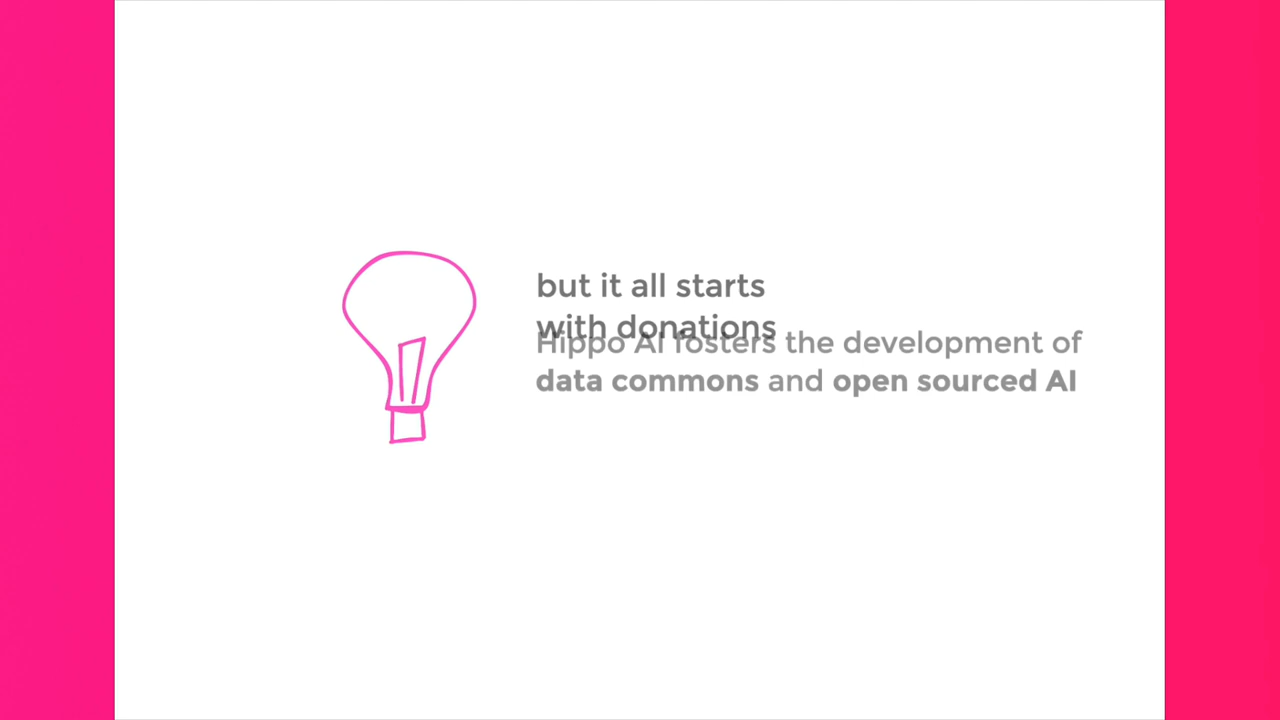 but it all starts
with donations
Hippo AI fosters the development of
data commons and open sourced AI